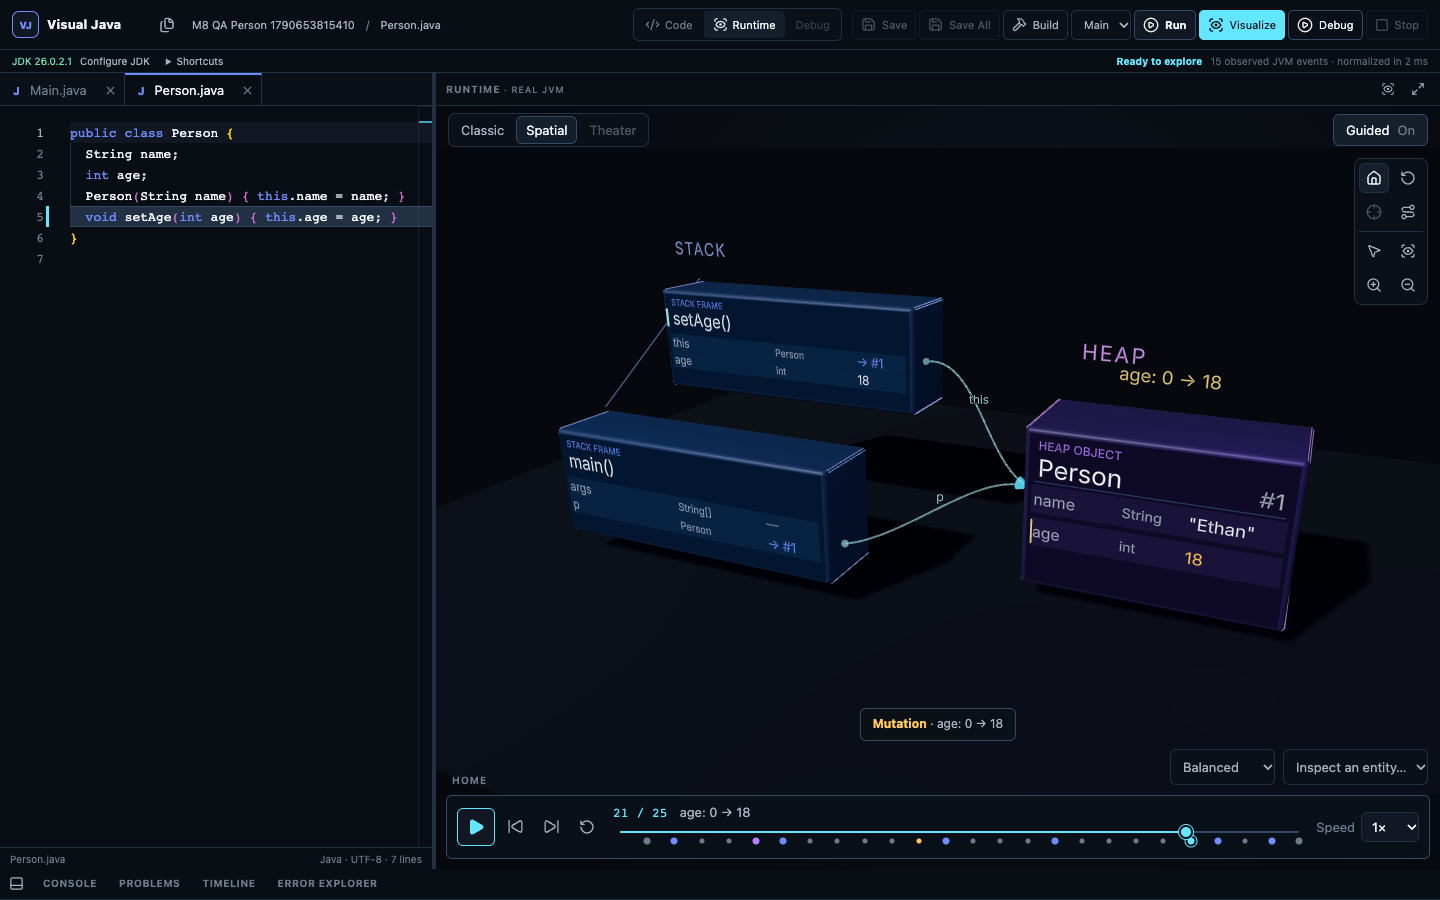 VJ Visual Java
M8 QA Person 1790653815410 / Person.java
Code Runtime Debug
Save Save All Build Main Run Visualize Debug Stop
JDK 26.0.2.1 Configure JDK Shortcuts
Ready to explore 15 observed JVM events · normalized in 2 ms
J Main.java J Person.java
RUNTIME · REAL JVM
Classic Spatial Theater
Guided On
1 public class Person {
2 String name;
3 int age;
4 Person(String name) { this.name = name; }
5 void setAge(int age) { this.age = age; }
6 }
7
STACK
STACK FRAME
setAge()
this Person → #1
age int 18
STACK FRAME
main()
args String[] —
p Person → #1
this
p
HEAP
age: 0 → 18
HEAP OBJECT
Person
#1
name String "Ethan"
age int 18
Mutation · age: 0 → 18
Balanced Inspect an entity...
HOME
21 / 25 age: 0 → 18
Speed 1×
Person.java Java · UTF-8 · 7 lines
CONSOLE PROBLEMS TIMELINE ERROR EXPLORER